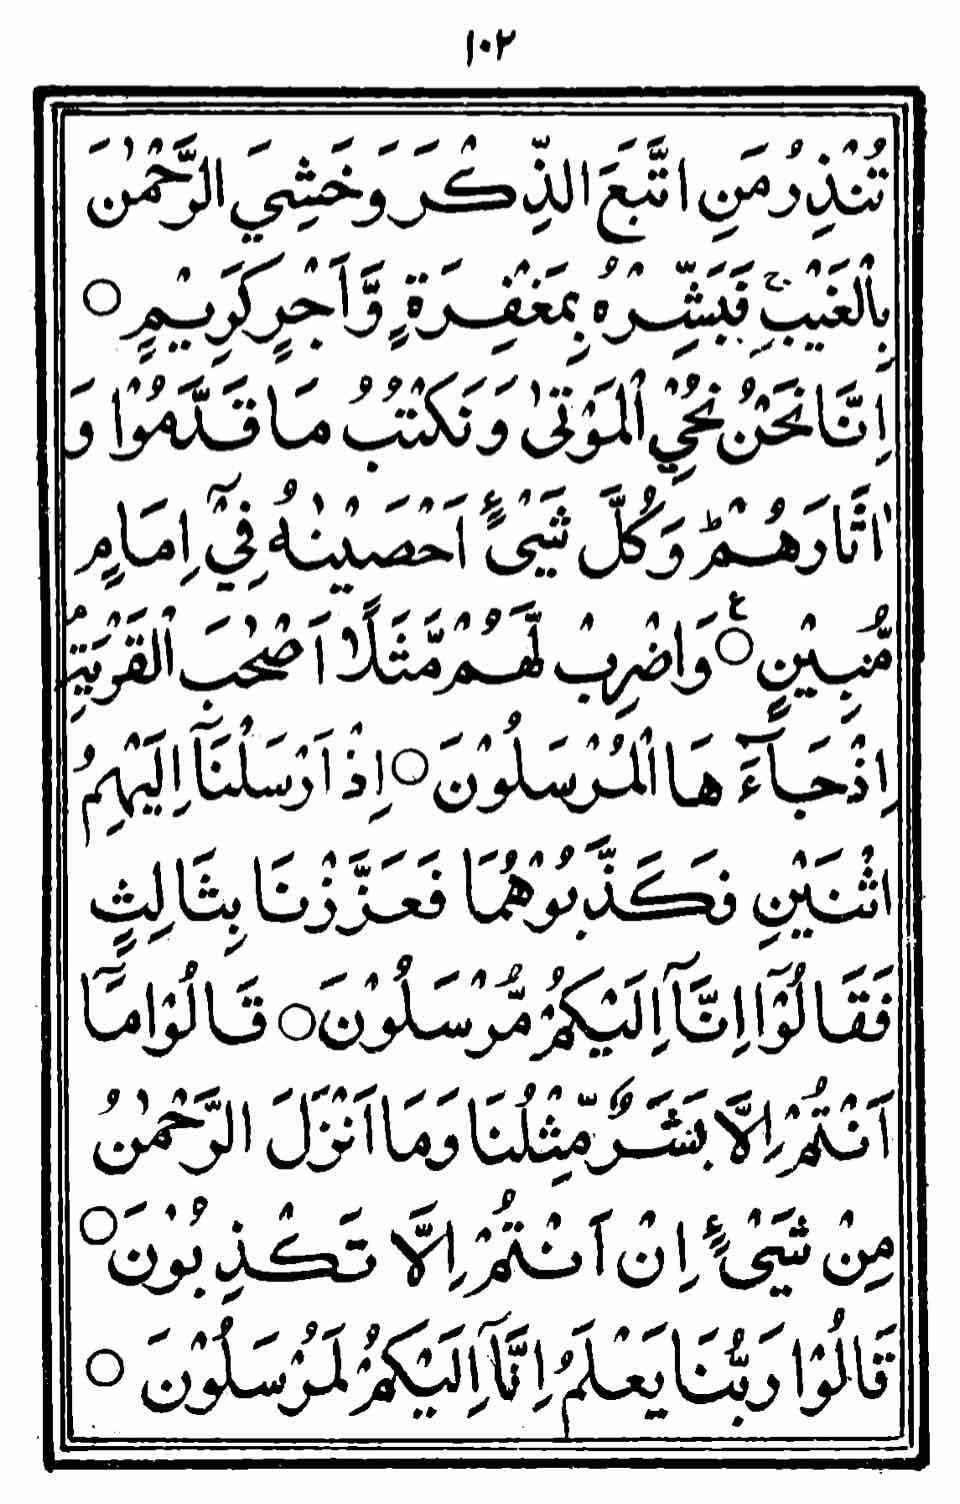 ١٠٢
تُنْذِرُ مَنِ اتَّبَعَ الذِّكْرَ وَخَشِيَ الرَّحْمٰنَ
بِالْغَيْبِ ۚ فَبَشِّرْهُ بِمَغْفِرَةٍ وَّاَجْرٍ كَرِيْمٍ ○
اِنَّا نَحْنُ نُحْيِ الْمَوْتٰى وَنَكْتُبُ مَا قَدَّمُوْا وَ
اٰثَارَهُمْ ؕ وَكُلَّ شَيْءٍ اَحْصَيْنٰهُ فِيْٓ اِمَامٍ
مُّبِيْنٍ ○ ع وَاضْرِبْ لَهُمْ مَّثَلًا اَصْحٰبَ الْقَرْيَةِ ۘ
اِذْ جَآءَهَا الْمُرْسَلُوْنَ ○ اِذْ اَرْسَلْنَآ اِلَيْهِمُ
اثْنَيْنِ فَكَذَّبُوْهُمَا فَعَزَّزْنَا بِثَالِثٍ
فَقَالُوْٓا اِنَّآ اِلَيْكُمْ مُّرْسَلُوْنَ ○ قَالُوْا مَآ
اَنْتُمْ اِلَّا بَشَرٌ مِّثْلُنَا وَمَا اَنْزَلَ الرَّحْمٰنُ
مِنْ شَيْءٍ اِنْ اَنْتُمْ اِلَّا تَكْذِبُوْنَ ○
قَالُوْا رَبُّنَا يَعْلَمُ اِنَّآ اِلَيْكُمْ لَمُرْسَلُوْنَ ○